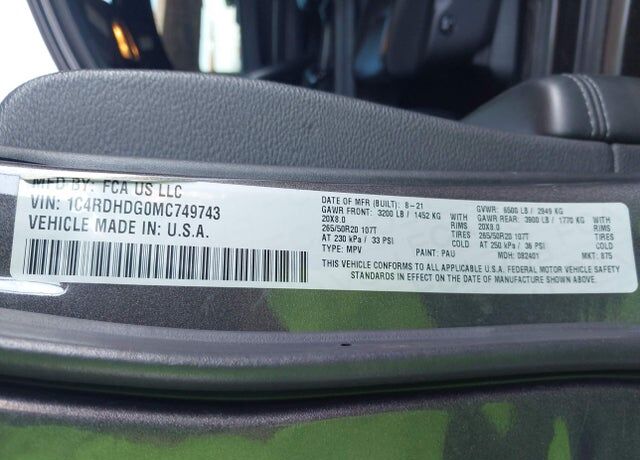 MFD BY: FCA US LLC
VIN: 1C4RDHDG0MC749743
VEHICLE MADE IN: U.S.A.
DATE OF MFR (BUILT): 8-21 GVWR: 6500 LB / 2949 KG
GAWR FRONT: 3200 LB / 1452 KG WITH GAWR REAR: 3900 LB / 1770 KG WITH
20X8.0 RIMS 20X8.0 RIMS
265/50R20 107T TIRES 265/50R20 107T TIRES
AT 230 kPa / 33 PSI AT 250 kPa / 36 PSI
TYPE: MPV PAINT: PAU MDH: 082401 MKT: 875
THIS VEHICLE CONFORMS TO ALL APPLICABLE U.S.A. FEDERAL MOTOR VEHICLE SAFETY
STANDARDS IN EFFECT ON THE DATE OF MANUFACTURE SHOWN ABOVE.